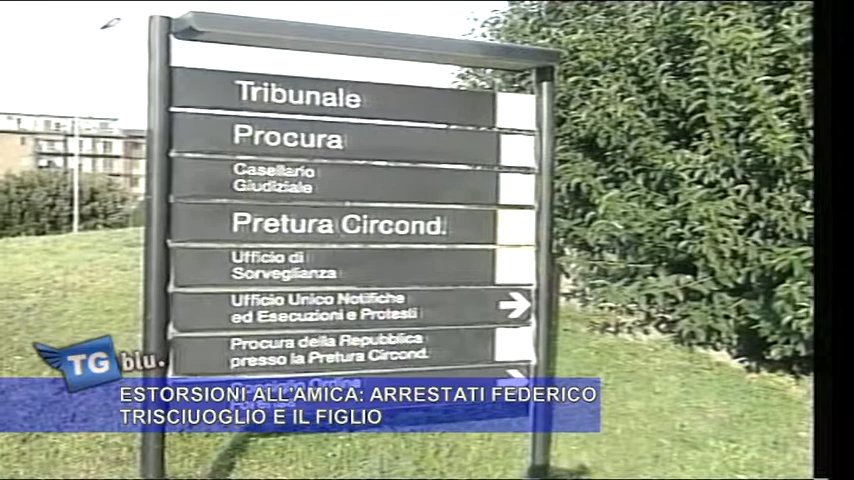 Tribunale
Procura
Casellario
Giudiziale
Pretura Circond.
Ufficio di
Sorveglianza
Ufficio Unico Notifiche
ed Esecuzioni e Protesti
Procura della Repubblica
presso la Pretura Circond.
TG blu.
ESTORSIONI ALL'AMICA: ARRESTATI FEDERICO
TRISCIUOGLIO E IL FIGLIO